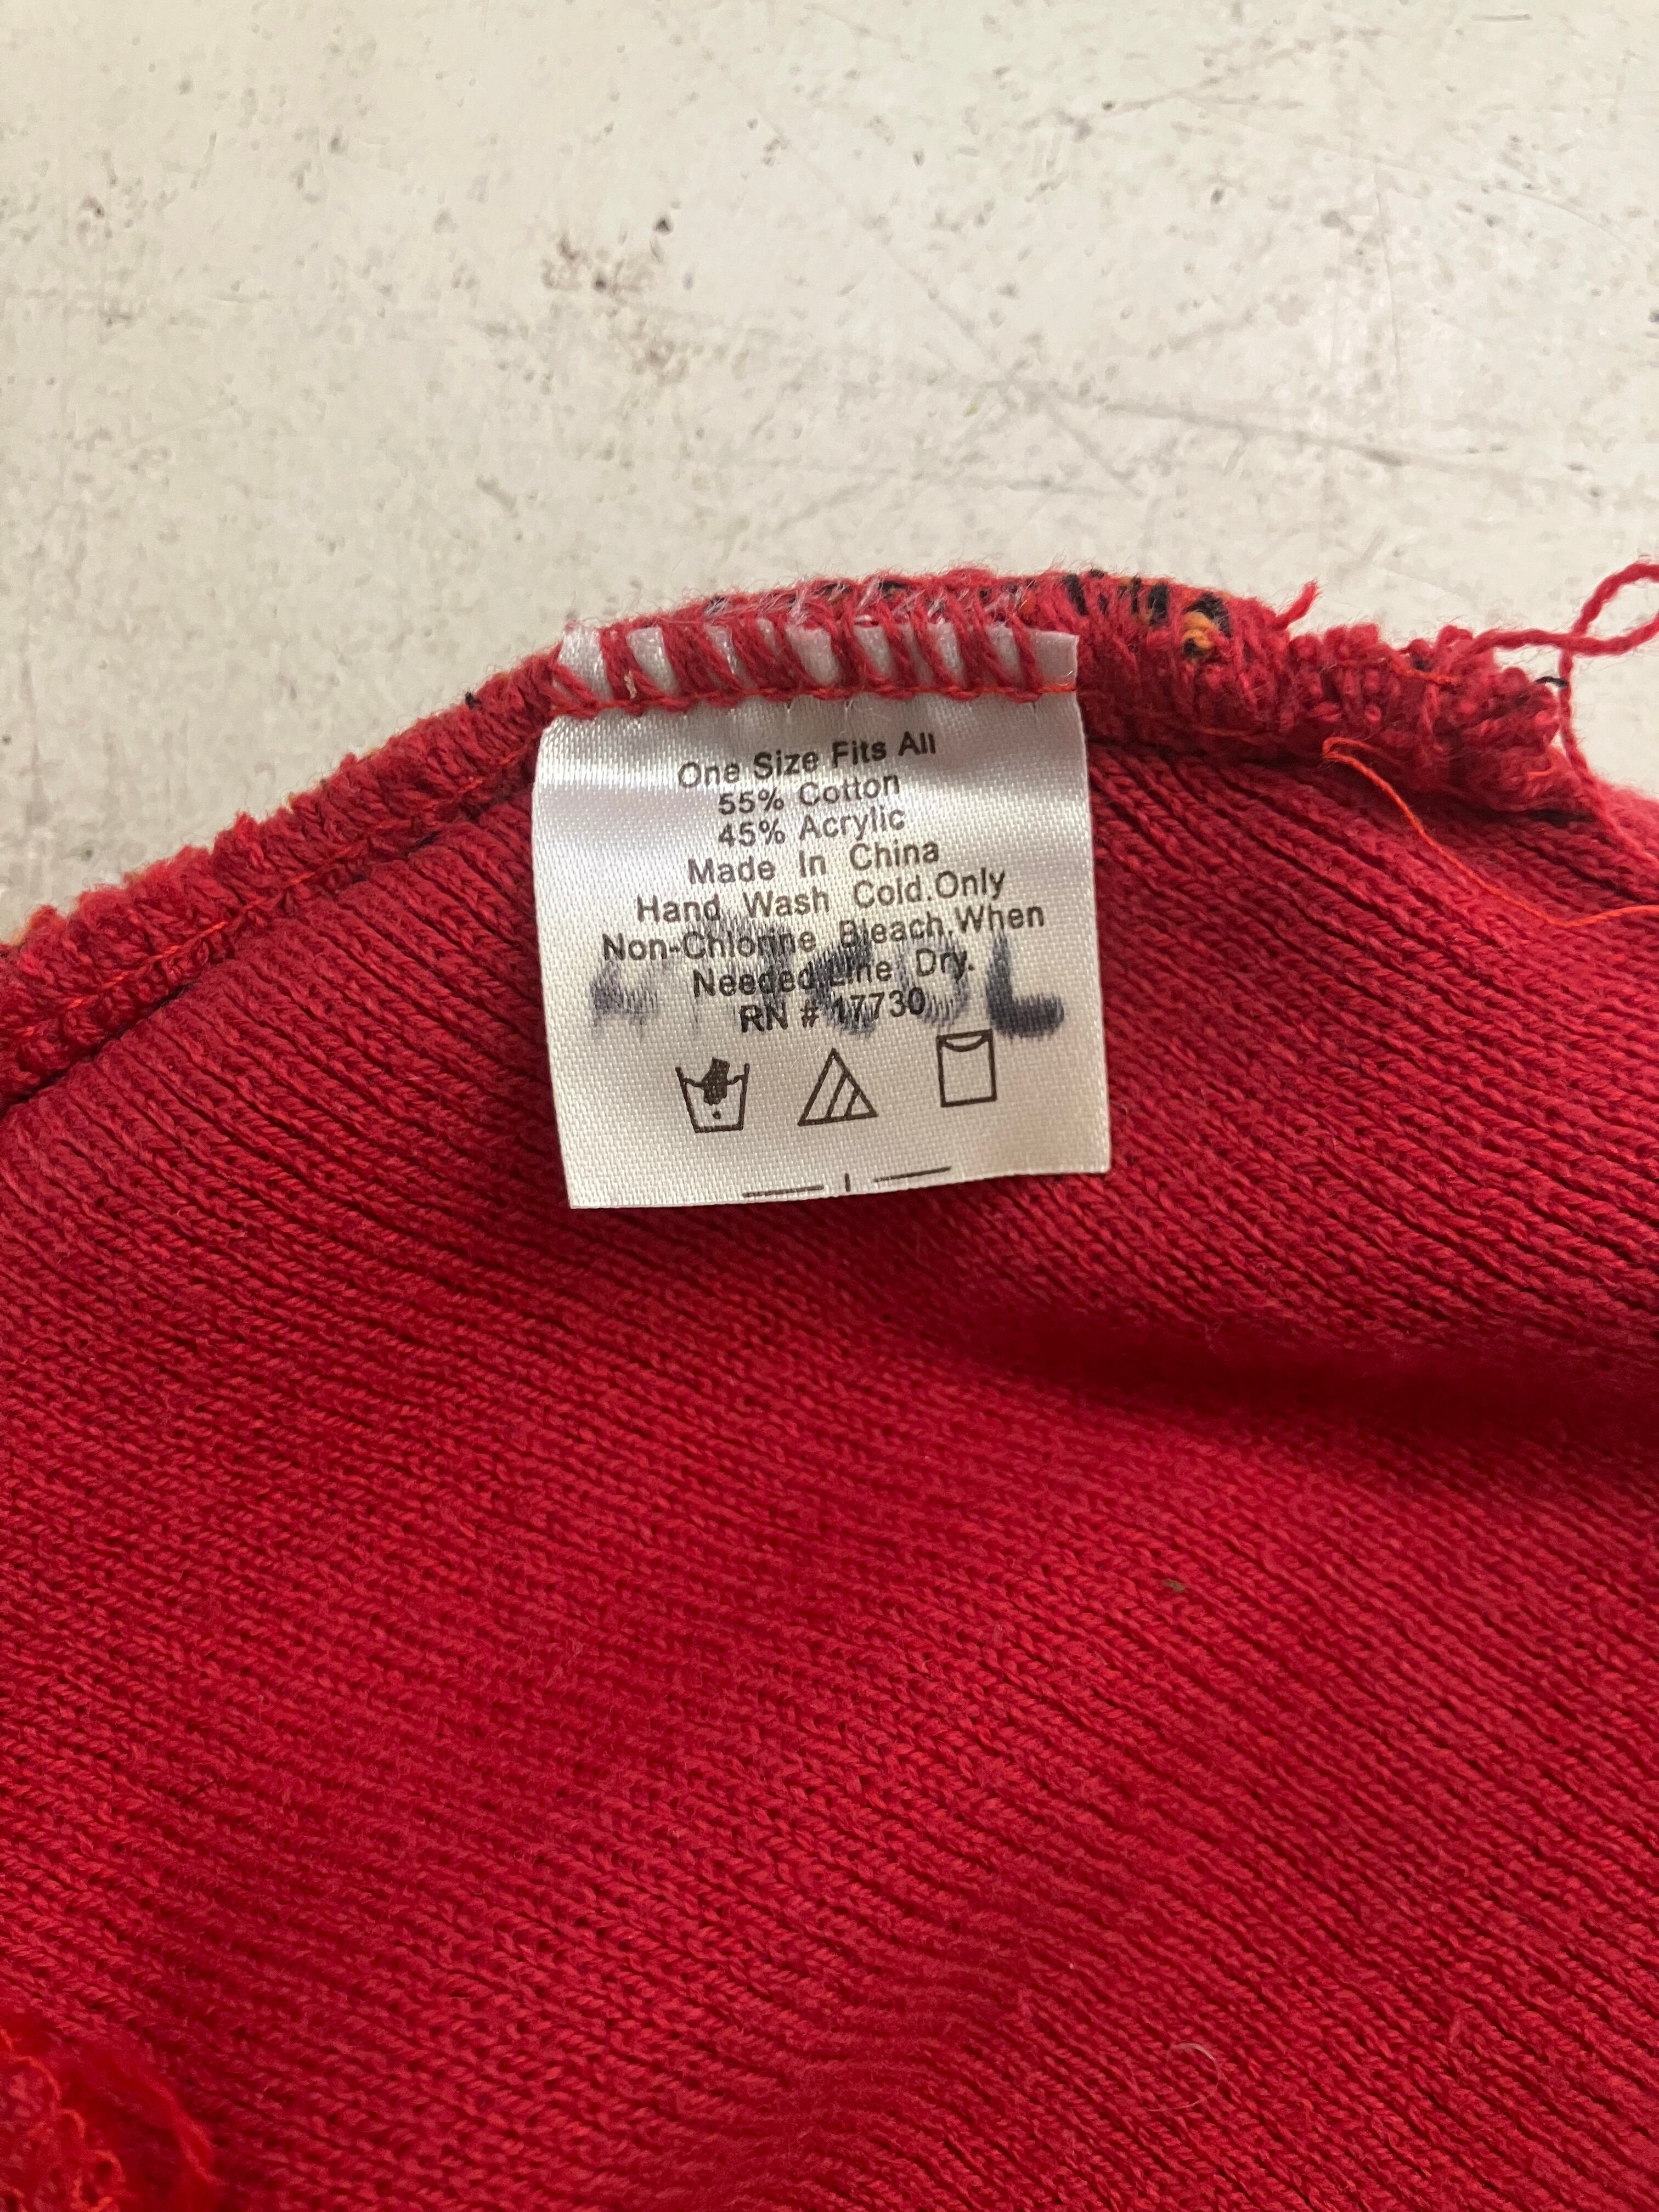 One Size Fits All
55% Cotton
45% Acrylic
Made In China
Hand Wash Cold.Only
Non-Chlorine Bleach.When
Needed Line Dry.
RN # 17730